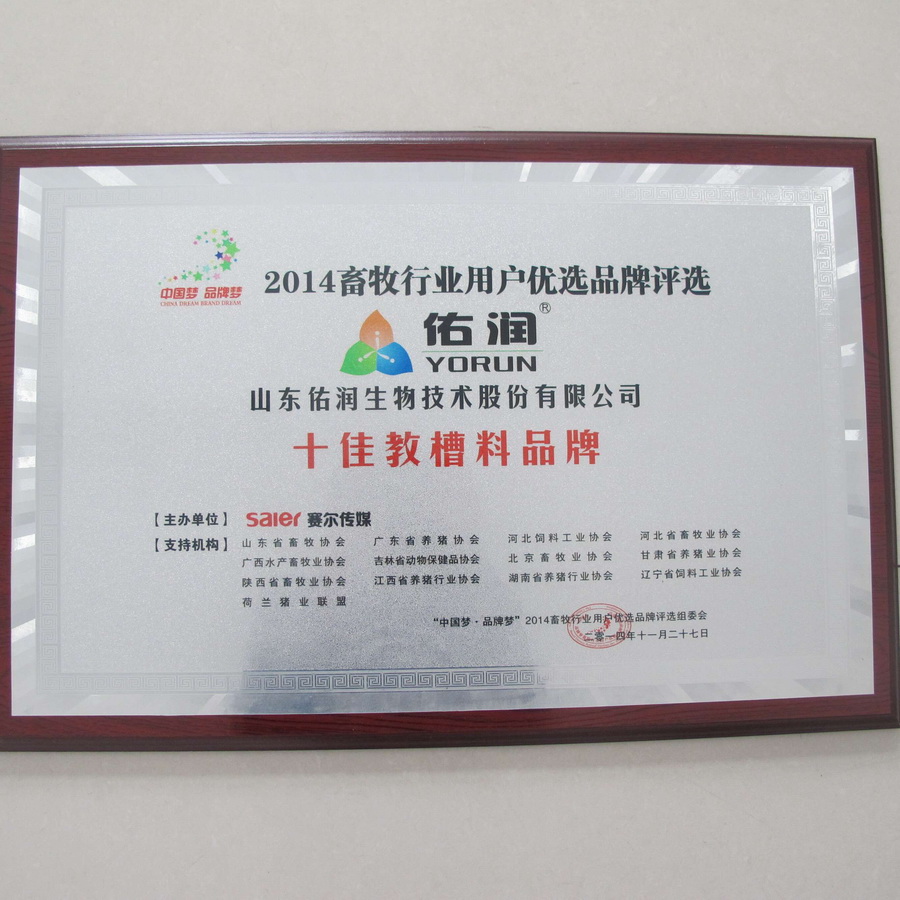 中国梦 品牌梦
CHINA DREAM BRAND DREAM
2014畜牧行业用户优选品牌评选
佑润®
YORUN
山东佑润生物技术股份有限公司
十佳教槽料品牌
【主办单位】 saier 赛尔传媒
【支持机构】 山东省畜牧协会 广东省养猪协会 河北饲料工业协会 河北省畜牧业协会
广西水产畜牧业协会 吉林省动物保健品协会 北京畜牧业协会 甘肃省养猪业协会
陕西省畜牧业协会 江西省养猪行业协会 湖南省养猪行业协会 辽宁省饲料工业协会
荷兰猪业联盟
“中国梦·品牌梦”2014畜牧行业用户优选品牌评选组委会
二零一四年十一月二十七日